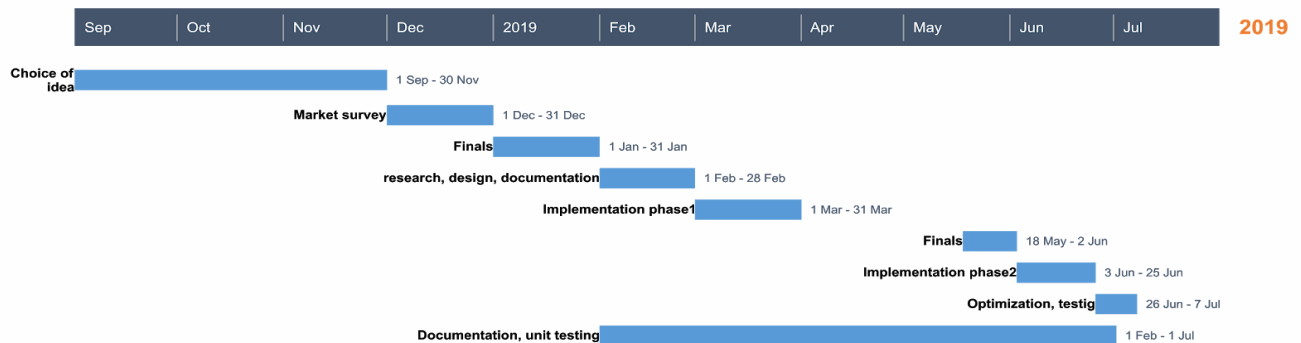 Sep Oct Nov Dec 2019 Feb Mar Apr May Jun Jul 2019
Choice of
idea
1 Sep - 30 Nov
Market survey 1 Dec - 31 Dec
Finals 1 Jan - 31 Jan
research, design, documentation 1 Feb - 28 Feb
Implementation phase1 1 Mar - 31 Mar
Finals 18 May - 2 Jun
Implementation phase2 3 Jun - 25 Jun
Optimization, testig 26 Jun - 7 Jul
Documentation, unit testing 1 Feb - 1 Jul